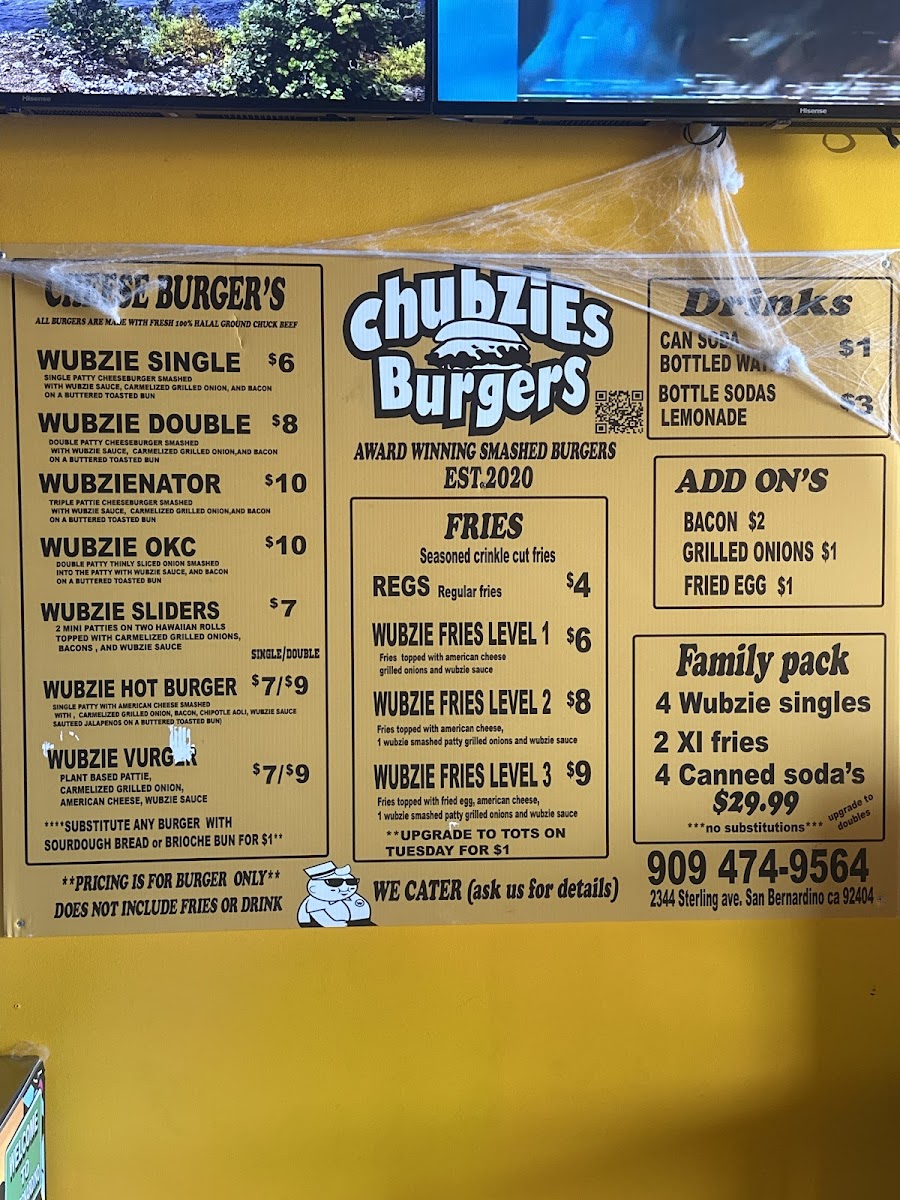 Hisense
Hisense
CHEESE BURGER'S
ALL BURGERS ARE MADE WITH FRESH 100% HALAL GROUND CHUCK BEEF
WUBZIE SINGLE $6
SINGLE PATTY CHEESEBURGER SMASHED
WITH WUBZIE SAUCE, CARMELIZED GRILLED ONION, AND BACON
ON A BUTTERED TOASTED BUN
WUBZIE DOUBLE $8
DOUBLE PATTY CHEESEBURGER SMASHED
WITH WUBZIE SAUCE, CARMELIZED GRILLED ONION,AND BACON
ON A BUTTERED TOASTED BUN
WUBZIENATOR $10
TRIPLE PATTIE CHEESEBURGER SMASHED
WITH WUBZIE SAUCE, CARMELIZED GRILLED ONION,AND BACON
ON A BUTTERED TOASTED BUN
WUBZIE OKC $10
DOUBLE PATTY THINLY SLICED ONION SMASHED
INTO THE PATTY WITH WUBZIE SAUCE, AND BACON
ON A BUTTERED TOASTED BUN
WUBZIE SLIDERS $7
2 MINI PATTIES ON TWO HAWAIIAN ROLLS
TOPPED WITH CARMELIZED GRILLED ONIONS,
BACONS , AND WUBZIE SAUCE
SINGLE/DOUBLE
WUBZIE HOT BURGER $7/$9
SINGLE PATTY WITH AMERICAN CHEESE SMASHED
WITH , CARMELIZED GRILLED ONION, BACON, CHIPOTLE AOLI, WUBZIE SAUCE
SAUTEED JALAPENOS ON A BUTTERED TOASTED BUN)
WUBZIE VURGER
$7/$9
PLANT BASED PATTIE,
CARMELIZED GRILLED ONION,
AMERICAN CHEESE, WUBZIE SAUCE
****SUBSTITUTE ANY BURGER WITH
SOURDOUGH BREAD or BRIOCHE BUN FOR $1**
**PRICING IS FOR BURGER ONLY**
DOES NOT INCLUDE FRIES OR DRINK
Chubzies
Burgers
AWARD WINNING SMASHED BURGERS
EST.2020
FRIES
Seasoned crinkle cut fries
REGS Regular fries $4
WUBZIE FRIES LEVEL 1 $6
Fries topped with american cheese
grilled onions and wubzie sauce
WUBZIE FRIES LEVEL 2 $8
Fries topped with american cheese,
1 wubzie smashed patty grilled onions and wubzie sauce
WUBZIE FRIES LEVEL 3 $9
Fries topped with fried egg, american cheese,
1 wubzie smashed patty grilled onions and wubzie sauce
**UPGRADE TO TOTS ON
TUESDAY FOR $1
WE CATER (ask us for details)
Drinks
CAN SODA
$1
BOTTLED WAT
BOTTLE SODAS
$3
LEMONADE
ADD ON'S
BACON $2
GRILLED ONIONS $1
FRIED EGG $1
Family pack
4 Wubzie singles
2 Xl fries
4 Canned soda's
$29.99
***no substitutions***
upgrade to
doubles
909 474-9564
2344 Sterling ave. San Bernardino ca 92404
WELCOME
TO